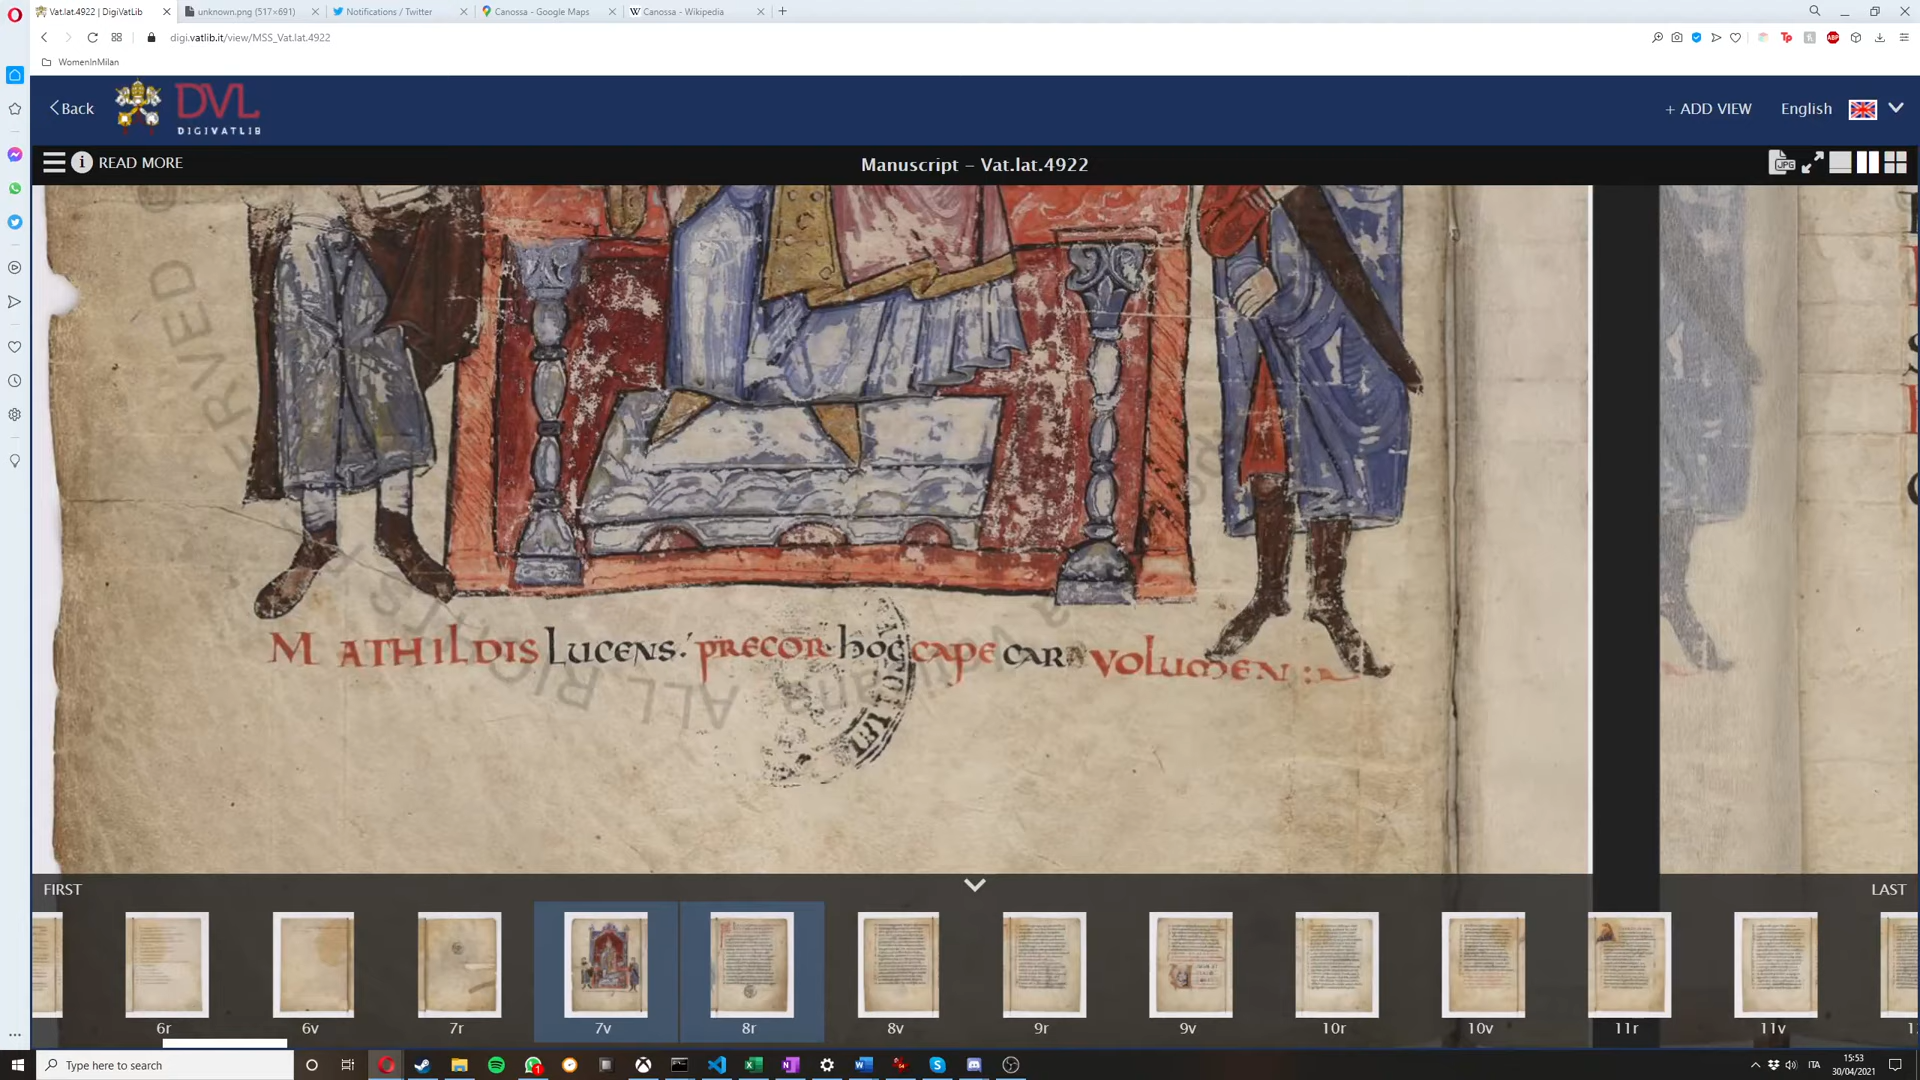 Vat.lat.4922 | DigiVatLib
unknown.png (517×691)
Notifications / Twitter
Canossa - Google Maps
Canossa - Wikipedia
digi.vatlib.it/view/MSS_Vat.lat.4922
WomenInMilan
Back
DVL
DIGIVATLIB
+ ADD VIEW
English
READ MORE
Manuscript – Vat.lat.4922
JPG
MATHILDIS LUCENS: PRECOR hoc cape CARA VOLUMEN
ALL RIGHTS
FIRST
LAST
6r
6v
7r
7v
8r
8v
9r
9v
10r
10v
11r
11v
Type here to search
ITA
15:53
30/04/2021